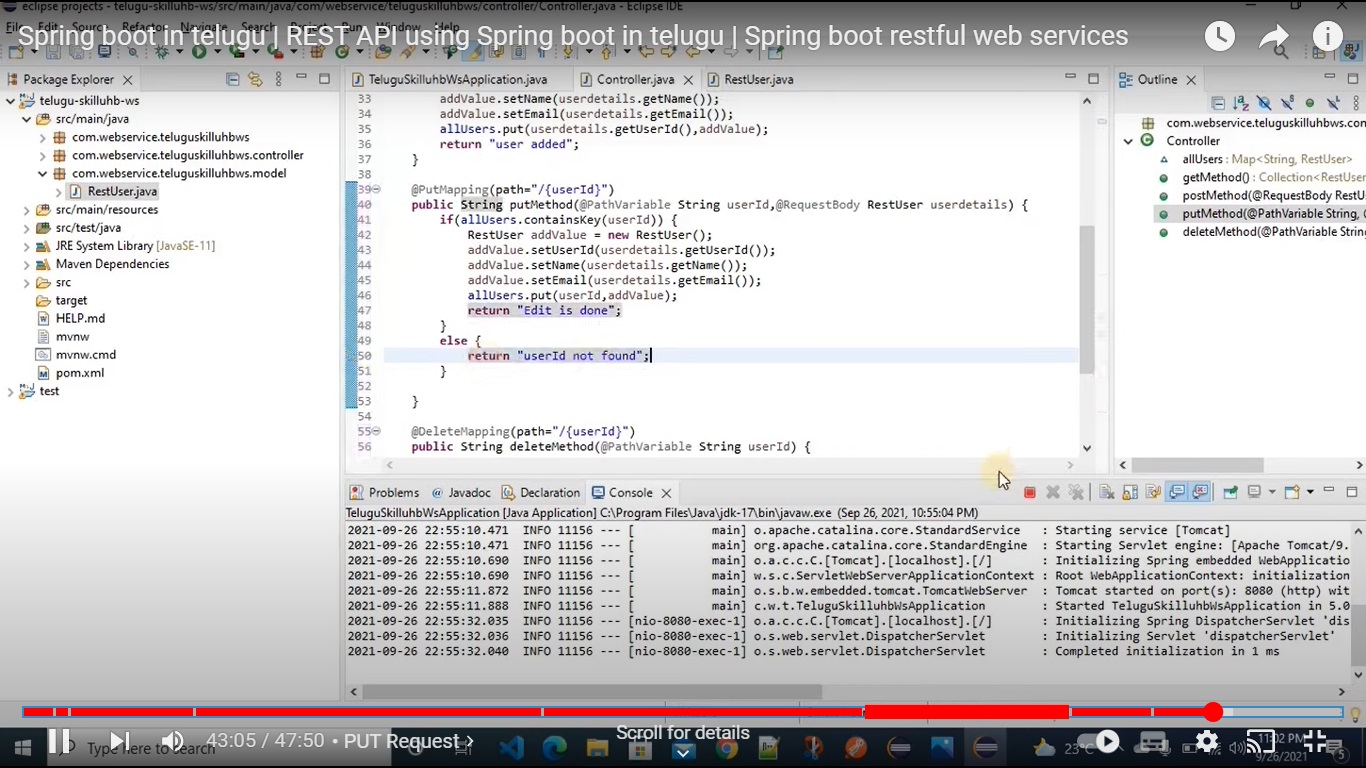 eclipse projects - telugu-skilluhb-ws/src/main/java/com/webservice/teluguskilluhbws/controller/Controller.java - Eclipse IDE
Spring boot in telugu | REST API using Spring boot in telugu | Spring boot restful web services
Package Explorer
telugu-skilluhb-ws
src/main/java
com.webservice.teluguskilluhbws
com.webservice.teluguskilluhbws.controller
com.webservice.teluguskilluhbws.model
RestUser.java
src/main/resources
src/test/java
JRE System Library [JavaSE-11]
Maven Dependencies
src
target
HELP.md
mvnw
mvnw.cmd
pom.xml
test
TeluguSkilluhbWsApplication.java
Controller.java
RestUser.java
33 addValue.setName(userdetails.getName());
34 addValue.setEmail(userdetails.getEmail());
35 allUsers.put(userdetails.getUserId(),addValue);
36 return "user added";
37 }
38
39 @PutMapping(path="/{userId}")
40 public String putMethod(@PathVariable String userId,@RequestBody RestUser userdetails) {
41 if(allUsers.containsKey(userId)) {
42 RestUser addValue = new RestUser();
43 addValue.setUserId(userdetails.getUserId());
44 addValue.setName(userdetails.getName());
45 addValue.setEmail(userdetails.getEmail());
46 allUsers.put(userId,addValue);
47 return "Edit is done";
48 }
49 else {
50 return "userId not found";
51 }
52
53 }
54
55 @DeleteMapping(path="/{userId}")
56 public String deleteMethod(@PathVariable String userId) {
Outline
com.webservice.teluguskilluhbws.con
Controller
allUsers : Map<String, RestUser>
getMethod() : Collection<RestUser
postMethod(@RequestBody RestU
putMethod(@PathVariable String,
deleteMethod(@PathVariable Strin
Problems
@ Javadoc
Declaration
Console
TeluguSkilluhbWsApplication [Java Application] C:\Program Files\Java\jdk-17\bin\javaw.exe (Sep 26, 2021, 10:55:04 PM)
2021-09-26 22:55:10.471 INFO 11156 --- [ main] o.apache.catalina.core.StandardService : Starting service [Tomcat]
2021-09-26 22:55:10.471 INFO 11156 --- [ main] org.apache.catalina.core.StandardEngine : Starting Servlet engine: [Apache Tomcat/9.
2021-09-26 22:55:10.690 INFO 11156 --- [ main] o.a.c.c.C.[Tomcat].[localhost].[/] : Initializing Spring embedded WebApplicatio
2021-09-26 22:55:10.690 INFO 11156 --- [ main] w.s.c.ServletWebServerApplicationContext : Root WebApplicationContext: initialization
2021-09-26 22:55:11.872 INFO 11156 --- [ main] o.s.b.w.embedded.tomcat.TomcatWebServer : Tomcat started on port(s): 8080 (http) wit
2021-09-26 22:55:11.888 INFO 11156 --- [ main] c.w.t.TeluguSkilluhbWsApplication : Started TeluguSkilluhbWsApplication in 5.0
2021-09-26 22:55:32.035 INFO 11156 --- [nio-8080-exec-1] o.a.c.c.C.[Tomcat].[localhost].[/] : Initializing Spring DispatcherServlet 'dis
2021-09-26 22:55:32.036 INFO 11156 --- [nio-8080-exec-1] o.s.web.servlet.DispatcherServlet : Initializing Servlet 'dispatcherServlet'
2021-09-26 22:55:32.040 INFO 11156 --- [nio-8080-exec-1] o.s.web.servlet.DispatcherServlet : Completed initialization in 1 ms
Scroll for details
43:05 / 47:50 • PUT Request
Type here to search
23°C
11:02 PM
9/26/2021
5